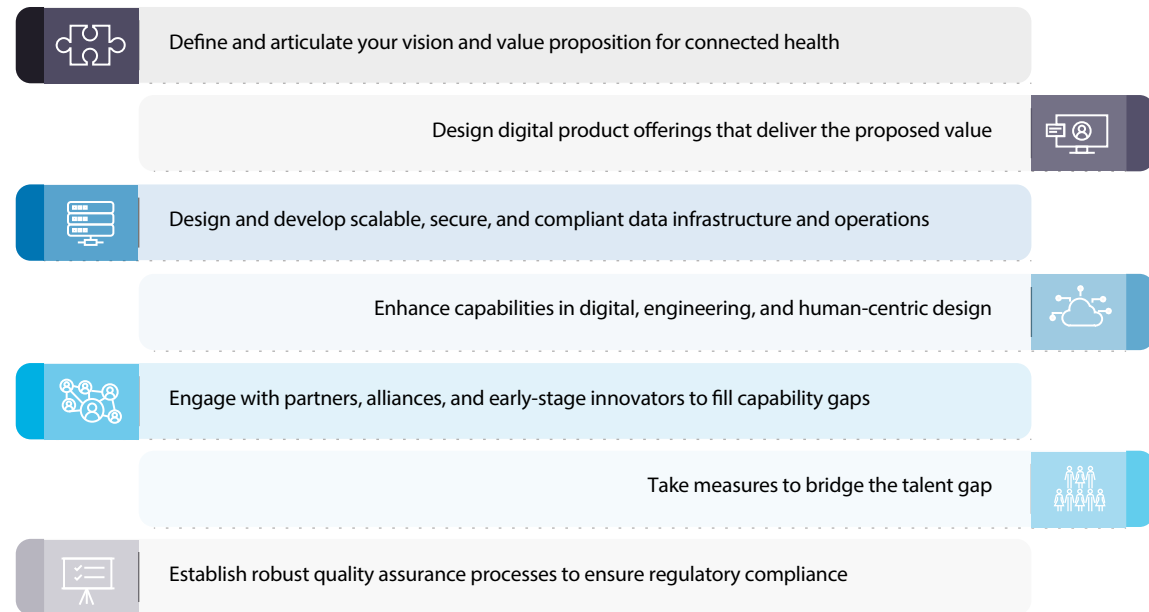 Define and articulate your vision and value proposition for connected health
Design digital product offerings that deliver the proposed value
Design and develop scalable, secure, and compliant data infrastructure and operations
Enhance capabilities in digital, engineering, and human-centric design
Engage with partners, alliances, and early-stage innovators to fill capability gaps
Take measures to bridge the talent gap
Establish robust quality assurance processes to ensure regulatory compliance